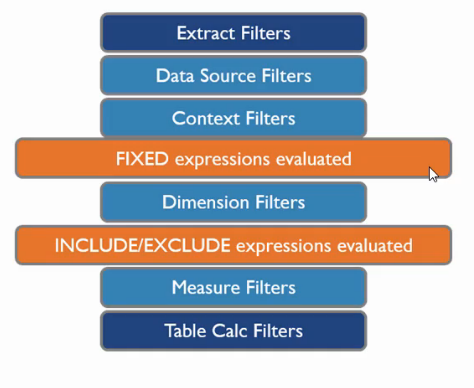 Extract Filters
Data Source Filters
Context Filters
FIXED expressions evaluated
Dimension Filters
INCLUDE/EXCLUDE expressions evaluated
Measure Filters
Table Calc Filters